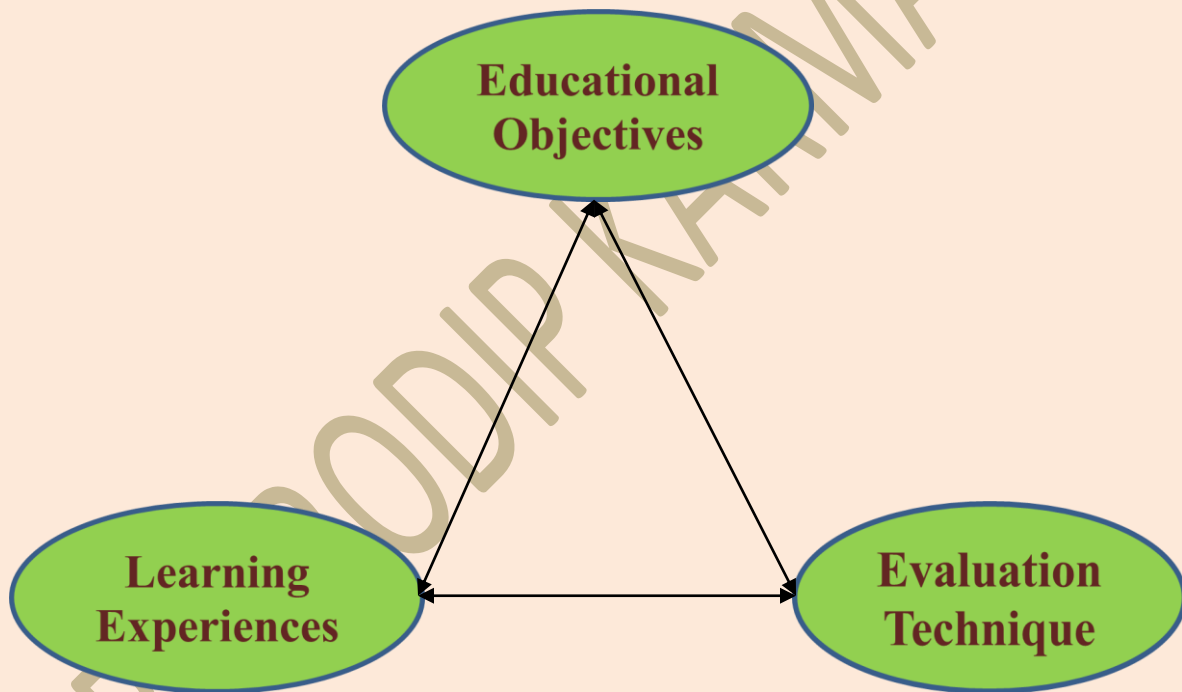 Educational
Objectives
Learning
Experiences
Evaluation
Technique